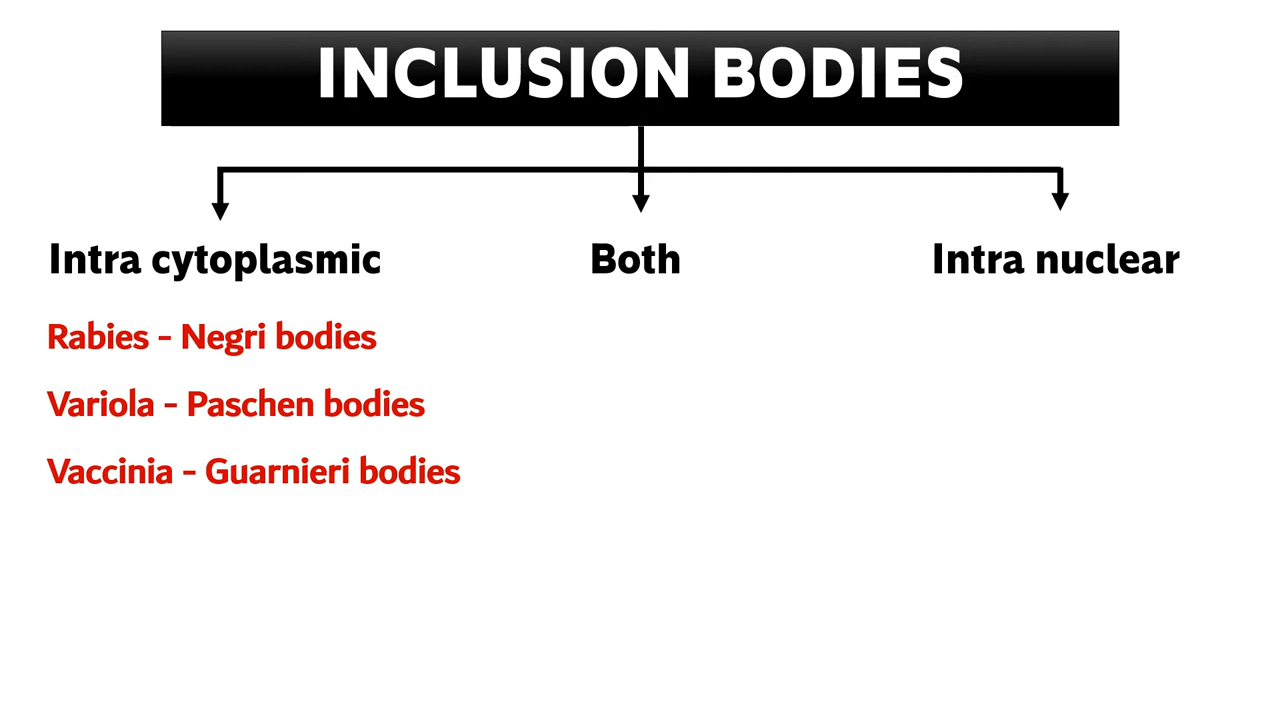 INCLUSION BODIES
Intra cytoplasmic
Both
Intra nuclear
Rabies - Negri bodies
Variola - Paschen bodies
Vaccinia - Guarnieri bodies